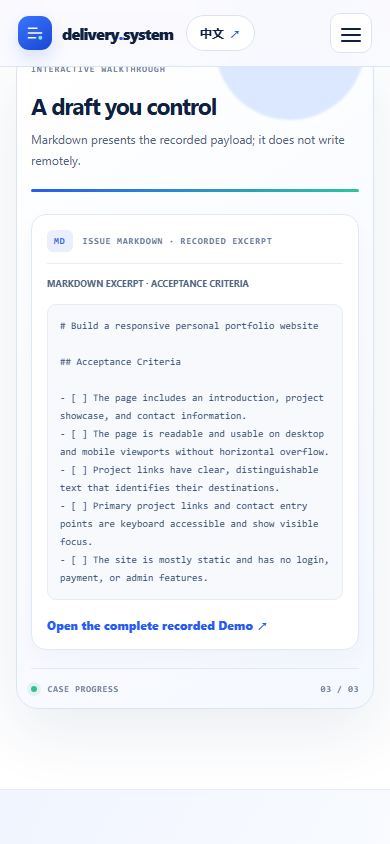 delivery.system
中文 ↗
INTERACTIVE WALKTHROUGH
A draft you control
Markdown presents the recorded payload; it does not write
remotely.
MD ISSUE MARKDOWN · RECORDED EXCERPT
MARKDOWN EXCERPT · ACCEPTANCE CRITERIA
# Build a responsive personal portfolio website
## Acceptance Criteria
- [ ] The page includes an introduction, project
showcase, and contact information.
- [ ] The page is readable and usable on desktop
and mobile viewports without horizontal overflow.
- [ ] Project links have clear, distinguishable
text that identifies their destinations.
- [ ] Primary project links and contact entry
points are keyboard accessible and show visible
focus.
- [ ] The site is mostly static and has no login,
payment, or admin features.
Open the complete recorded Demo ↗
CASE PROGRESS 03 / 03